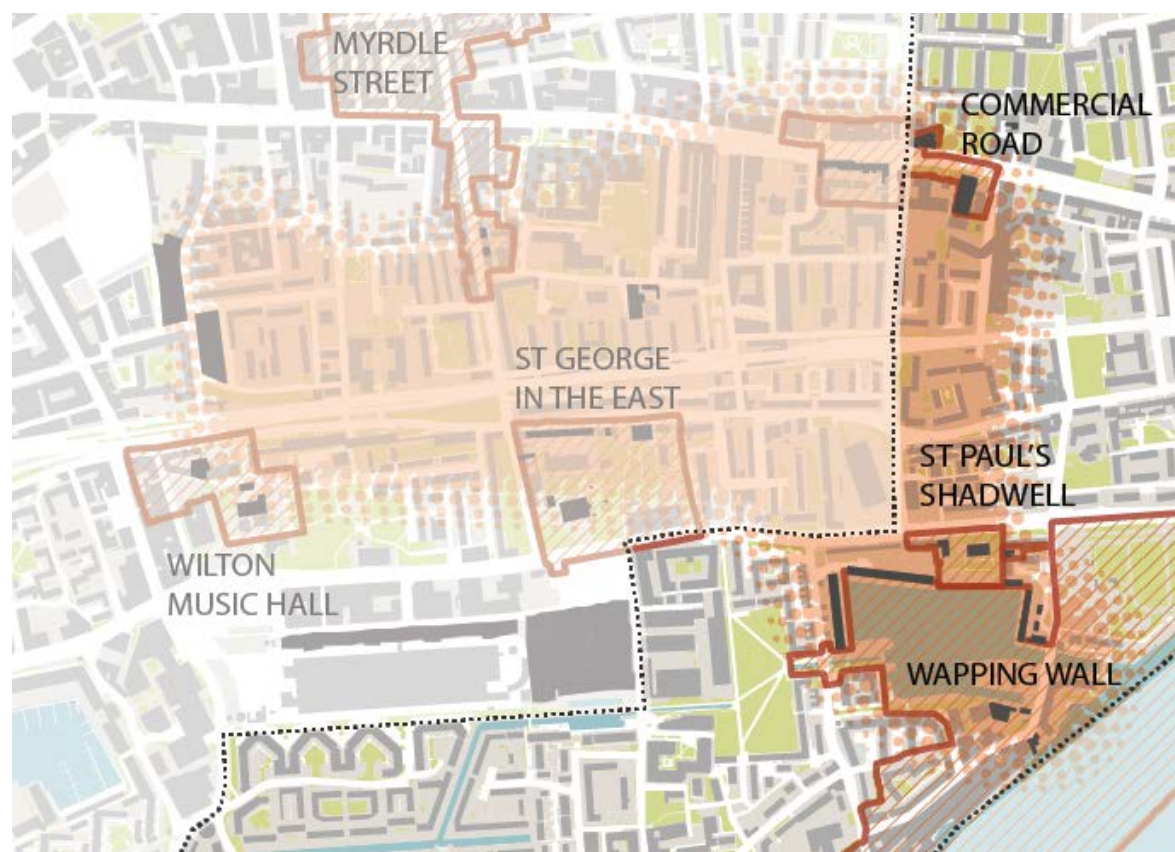 MYRDLE
STREET
COMMERCIAL
ROAD
ST GEORGE
IN THE EAST
ST PAUL'S
SHADWELL
WILTON
MUSIC HALL
WAPPING WALL